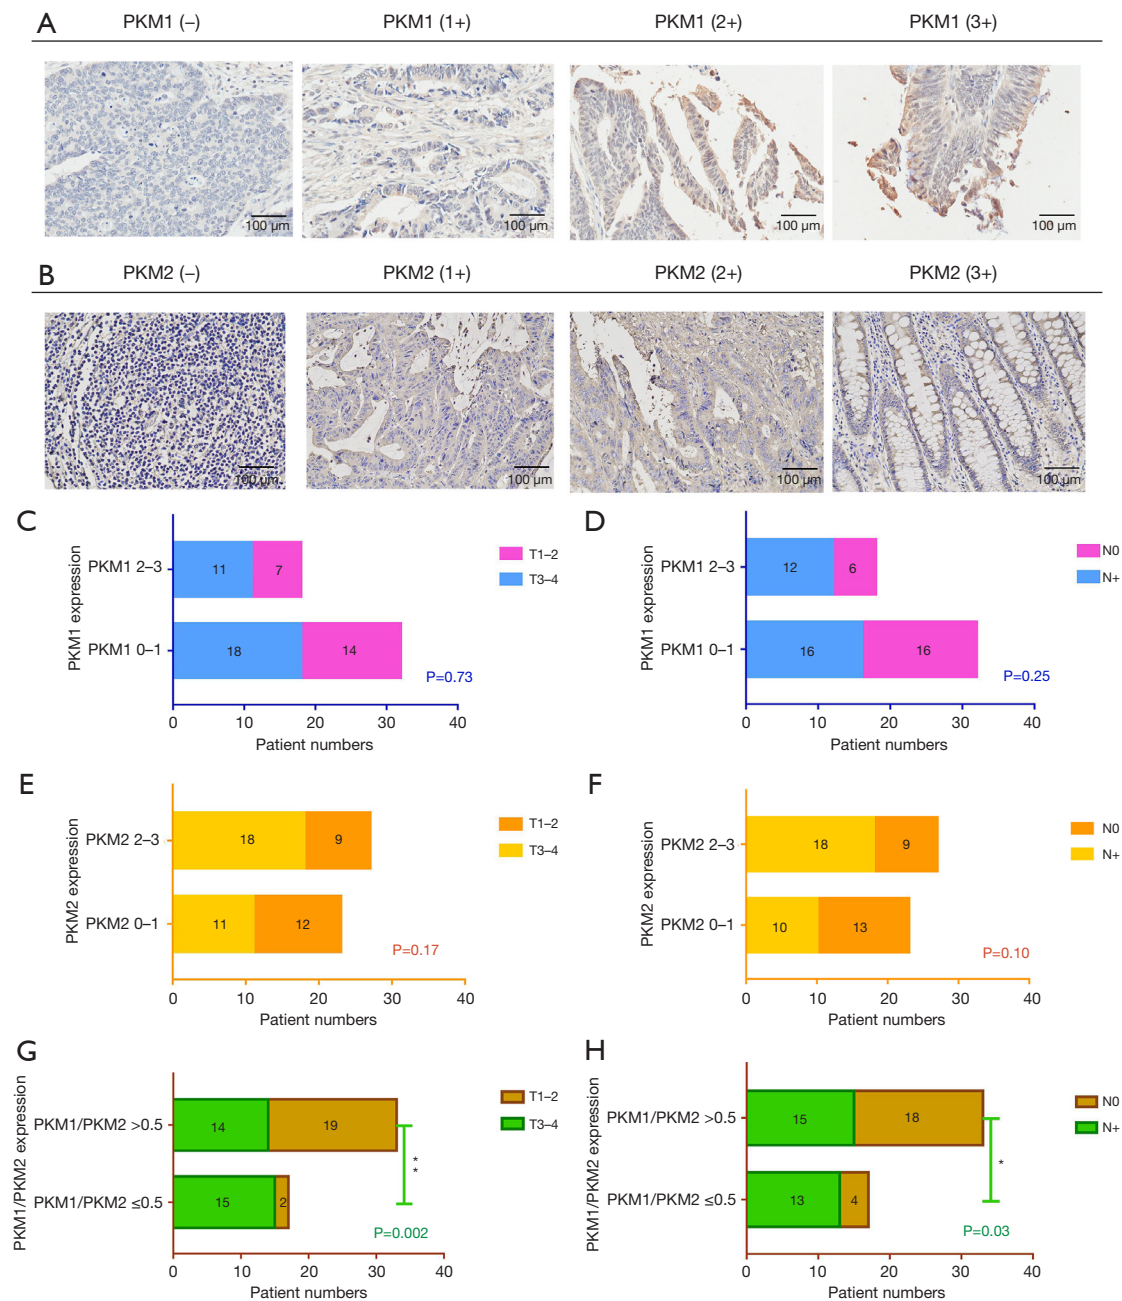 A
PKM1 (–)
PKM1 (1+)
PKM1 (2+)
PKM1 (3+)
100 μm
100 μm
100 μm
100 μm
B
PKM2 (–)
PKM2 (1+)
PKM2 (2+)
PKM2 (3+)
100 μm
100 μm
100 μm
100 μm
C
PKM1 expression
PKM1 2–3
11
7
PKM1 0–1
18
14
T1–2
T3–4
P=0.73
0
10
20
30
40
Patient numbers
D
PKM1 expression
PKM1 2–3
12
6
PKM1 0–1
16
16
N0
N+
P=0.25
0
10
20
30
40
Patient numbers
E
PKM2 expression
PKM2 2–3
18
9
PKM2 0–1
11
12
T1–2
T3–4
P=0.17
0
10
20
30
40
Patient numbers
F
PKM2 expression
PKM2 2–3
18
9
PKM2 0–1
10
13
N0
N+
P=0.10
0
10
20
30
40
Patient numbers
G
PKM1/PKM2 expression
PKM1/PKM2 >0.5
14
19
PKM1/PKM2 ≤0.5
15
2
T1–2
T3–4
**
P=0.002
0
10
20
30
40
Patient numbers
H
PKM1/PKM2 expression
PKM1/PKM2 >0.5
15
18
PKM1/PKM2 ≤0.5
13
4
N0
N+
*
P=0.03
0
10
20
30
40
Patient numbers